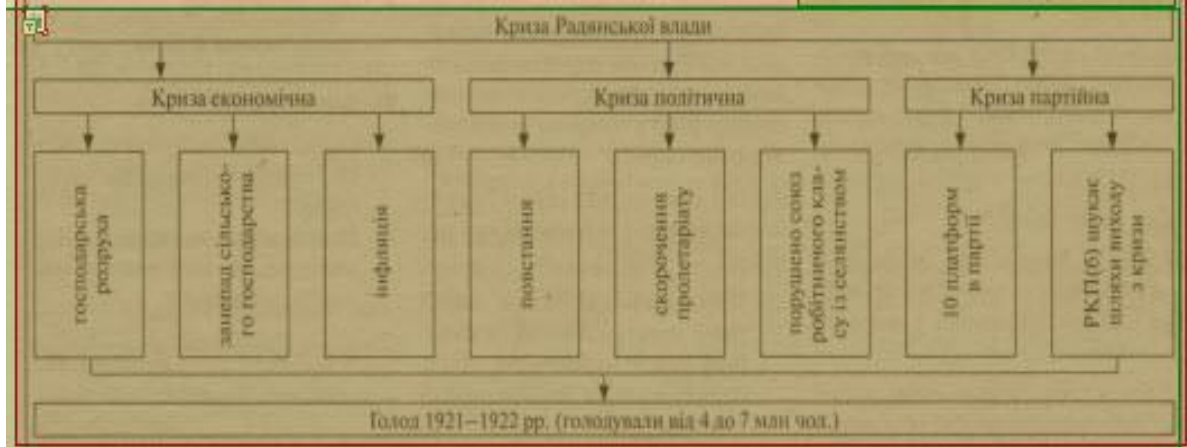 Криза Радянської влади
Криза економічна
Криза політична
Криза партійна
господарська
розруха
занепад сільсько-
го господарства
інфляція
повстання
скорочення
пролетаріату
порушено союз
робітничого кла-
су із селянством
10 платформ
в партії
РКП(б) шукає
шляхи виходу
з кризи
Голод 1921–1922 рр. (голодували від 4 до 7 млн чол.)